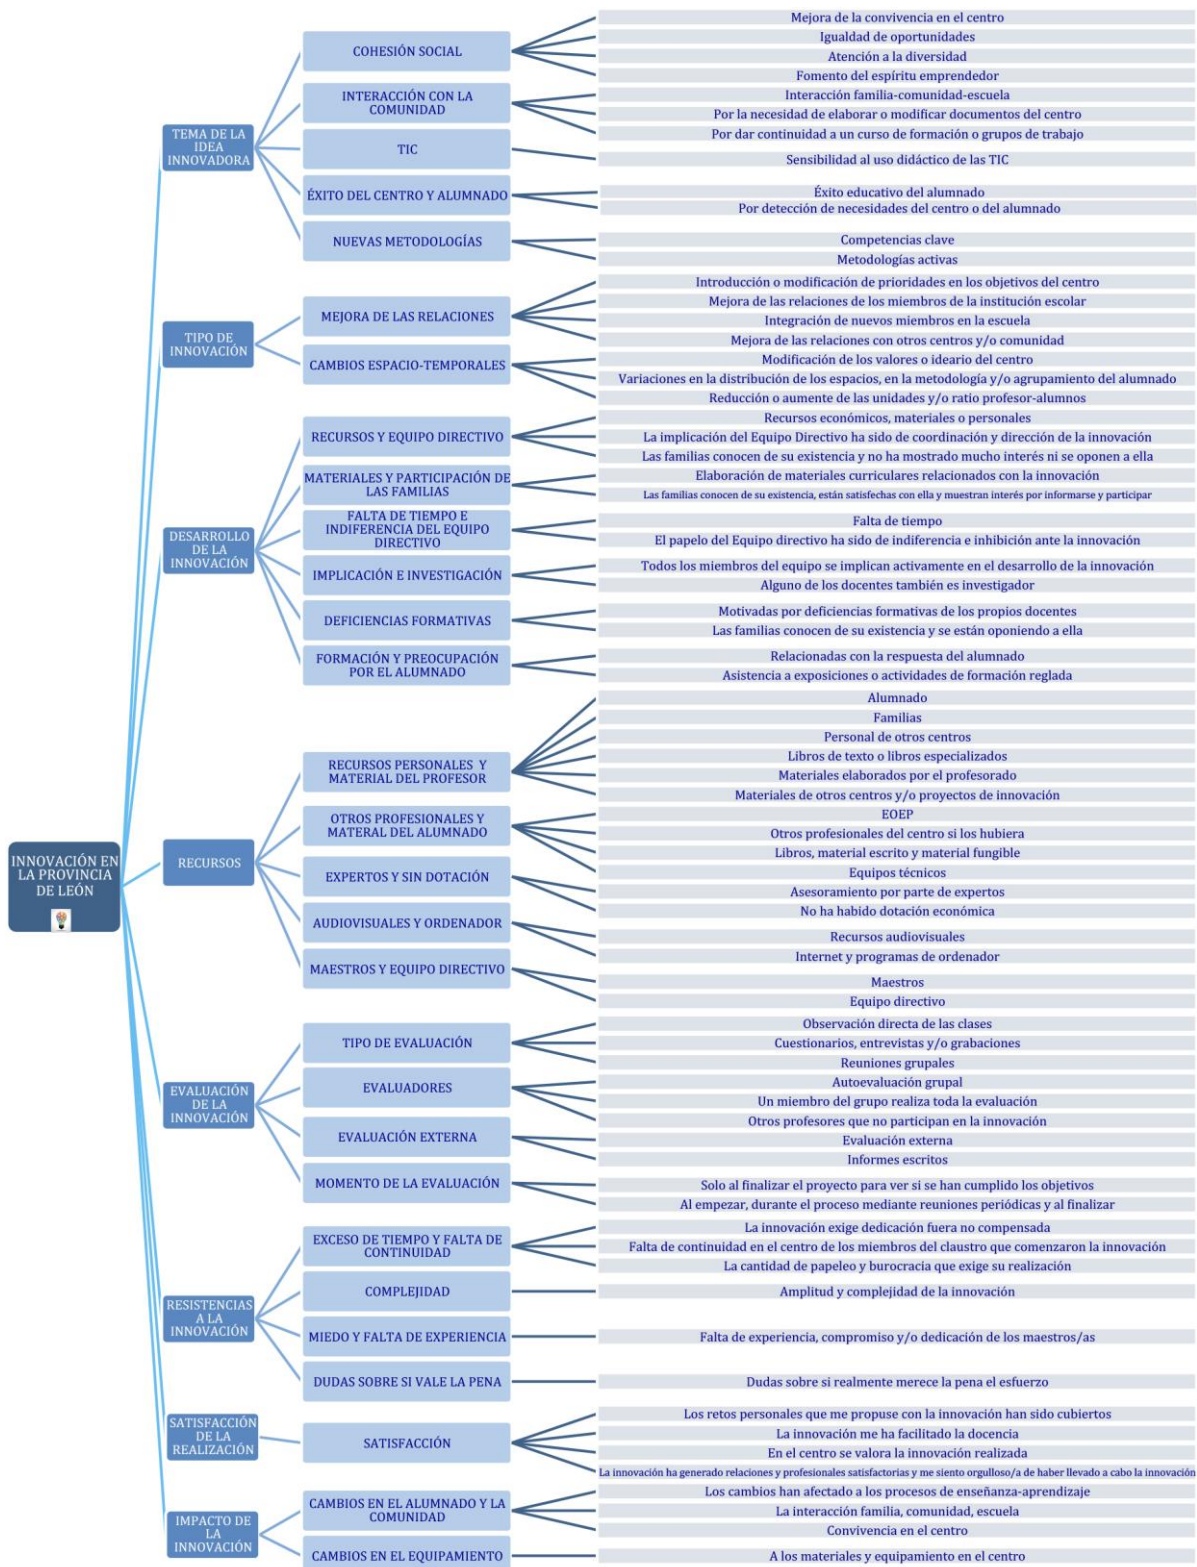 INNOVACIÓN EN
LA PROVINCIA
DE LEÓN
TEMA DE LA
IDEA
INNOVADORA
COHESIÓN SOCIAL
Mejora de la convivencia en el centro
Igualdad de oportunidades
Atención a la diversidad
Fomento del espíritu emprendedor
INTERACCIÓN CON LA
COMUNIDAD
Interacción familia-comunidad-escuela
Por la necesidad de elaborar o modificar documentos del centro
Por dar continuidad a un curso de formación o grupos de trabajo
TIC
Sensibilidad al uso didáctico de las TIC
ÉXITO DEL CENTRO Y ALUMNADO
Éxito educativo del alumnado
Por detección de necesidades del centro o del alumnado
NUEVAS METODOLOGÍAS
Competencias clave
Metodologías activas
TIPO DE
INNOVACIÓN
MEJORA DE LAS RELACIONES
Introducción o modificación de prioridades en los objetivos del centro
Mejora de las relaciones de los miembros de la institución escolar
Integración de nuevos miembros en la escuela
Mejora de las relaciones con otros centros y/o comunidad
CAMBIOS ESPACIO-TEMPORALES
Modificación de los valores o ideario del centro
Variaciones en la distribución de los espacios, en la metodología y/o agrupamiento del alumnado
Reducción o aumente de las unidades y/o ratio profesor-alumnos
DESARROLLO
DE LA
INNOVACIÓN
RECURSOS Y EQUIPO DIRECTIVO
Recursos económicos, materiales o personales
La implicación del Equipo Directivo ha sido de coordinación y dirección de la innovación
Las familias conocen de su existencia y no ha mostrado mucho interés ni se oponen a ella
MATERIALES Y PARTICIPACIÓN DE
LAS FAMILIAS
Elaboración de materiales curriculares relacionados con la innovación
Las familias conocen de su existencia, están satisfechas con ella y muestran interés por informarse y participar
FALTA DE TIEMPO E
INDIFERENCIA DEL EQUIPO
DIRECTIVO
Falta de tiempo
El papelo del Equipo directivo ha sido de indiferencia e inhibición ante la innovación
IMPLICACIÓN E INVESTIGACIÓN
Todos los miembros del equipo se implican activamente en el desarrollo de la innovación
Alguno de los docentes también es investigador
DEFICIENCIAS FORMATIVAS
Motivadas por deficiencias formativas de los propios docentes
Las familias conocen de su existencia y se están oponiendo a ella
FORMACIÓN Y PREOCUPACIÓN
POR EL ALUMNADO
Relacionadas con la respuesta del alumnado
Asistencia a exposiciones o actividades de formación reglada
RECURSOS
RECURSOS PERSONALES Y
MATERIAL DEL PROFESOR
Alumnado
Familias
Personal de otros centros
Libros de texto o libros especializados
Materiales elaborados por el profesorado
Materiales de otros centros y/o proyectos de innovación
OTROS PROFESIONALES Y
MATERAL DEL ALUMNADO
EOEP
Otros profesionales del centro si los hubiera
Libros, material escrito y material fungible
Equipos técnicos
EXPERTOS Y SIN DOTACIÓN
Asesoramiento por parte de expertos
No ha habido dotación económica
AUDIOVISUALES Y ORDENADOR
Recursos audiovisuales
Internet y programas de ordenador
MAESTROS Y EQUIPO DIRECTIVO
Maestros
Equipo directivo
EVALUACIÓN
DE LA
INNOVACIÓN
TIPO DE EVALUACIÓN
Observación directa de las clases
Cuestionarios, entrevistas y/o grabaciones
Reuniones grupales
EVALUADORES
Autoevaluación grupal
Un miembro del grupo realiza toda la evaluación
Otros profesores que no participan en la innovación
EVALUACIÓN EXTERNA
Evaluación externa
Informes escritos
MOMENTO DE LA EVALUACIÓN
Solo al finalizar el proyecto para ver si se han cumplido los objetivos
Al empezar, durante el proceso mediante reuniones periódicas y al finalizar
RESISTENCIAS
A LA
INNOVACIÓN
EXCESO DE TIEMPO Y FALTA DE
CONTINUIDAD
La innovación exige dedicación fuera no compensada
Falta de continuidad en el centro de los miembros del claustro que comenzaron la innovación
La cantidad de papeleo y burocracia que exige su realización
COMPLEJIDAD
Amplitud y complejidad de la innovación
MIEDO Y FALTA DE EXPERIENCIA
Falta de experiencia, compromiso y/o dedicación de los maestros/as
DUDAS SOBRE SI VALE LA PENA
Dudas sobre si realmente merece la pena el esfuerzo
SATISFACCIÓN
DE LA
REALIZACIÓN
SATISFACCIÓN
Los retos personales que me propuse con la innovación han sido cubiertos
La innovación me ha facilitado la docencia
En el centro se valora la innovación realizada
La innovación ha generado relaciones y profesionales satisfactorias y me siento orgulloso/a de haber llevado a cabo la innovación
IMPACTO DE
LA
INNOVACIÓN
CAMBIOS EN EL ALUMNADO Y LA
COMUNIDAD
Los cambios han afectado a los procesos de enseñanza-aprendizaje
La interacción familia, comunidad, escuela
Convivencia en el centro
CAMBIOS EN EL EQUIPAMIENTO
A los materiales y equipamiento en el centro